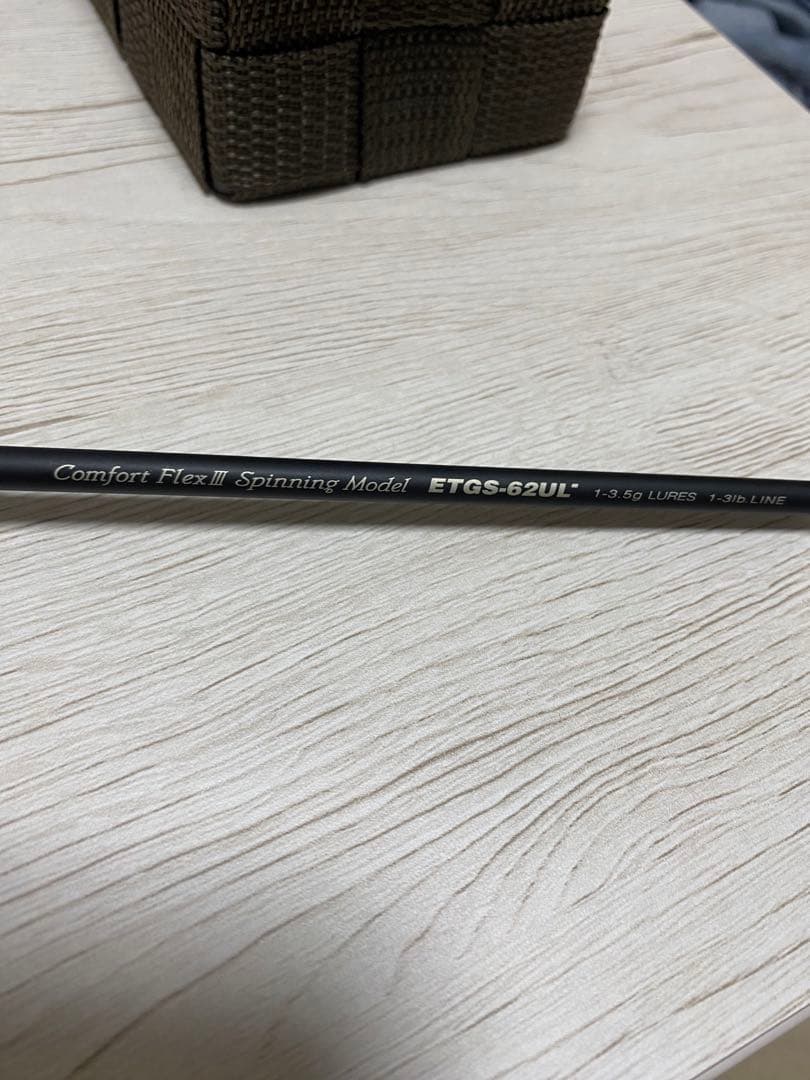 Comfort Flex Ⅲ Spinning Model ETGS-62UL" 1-3.5g LURES 1-3lb.LINE